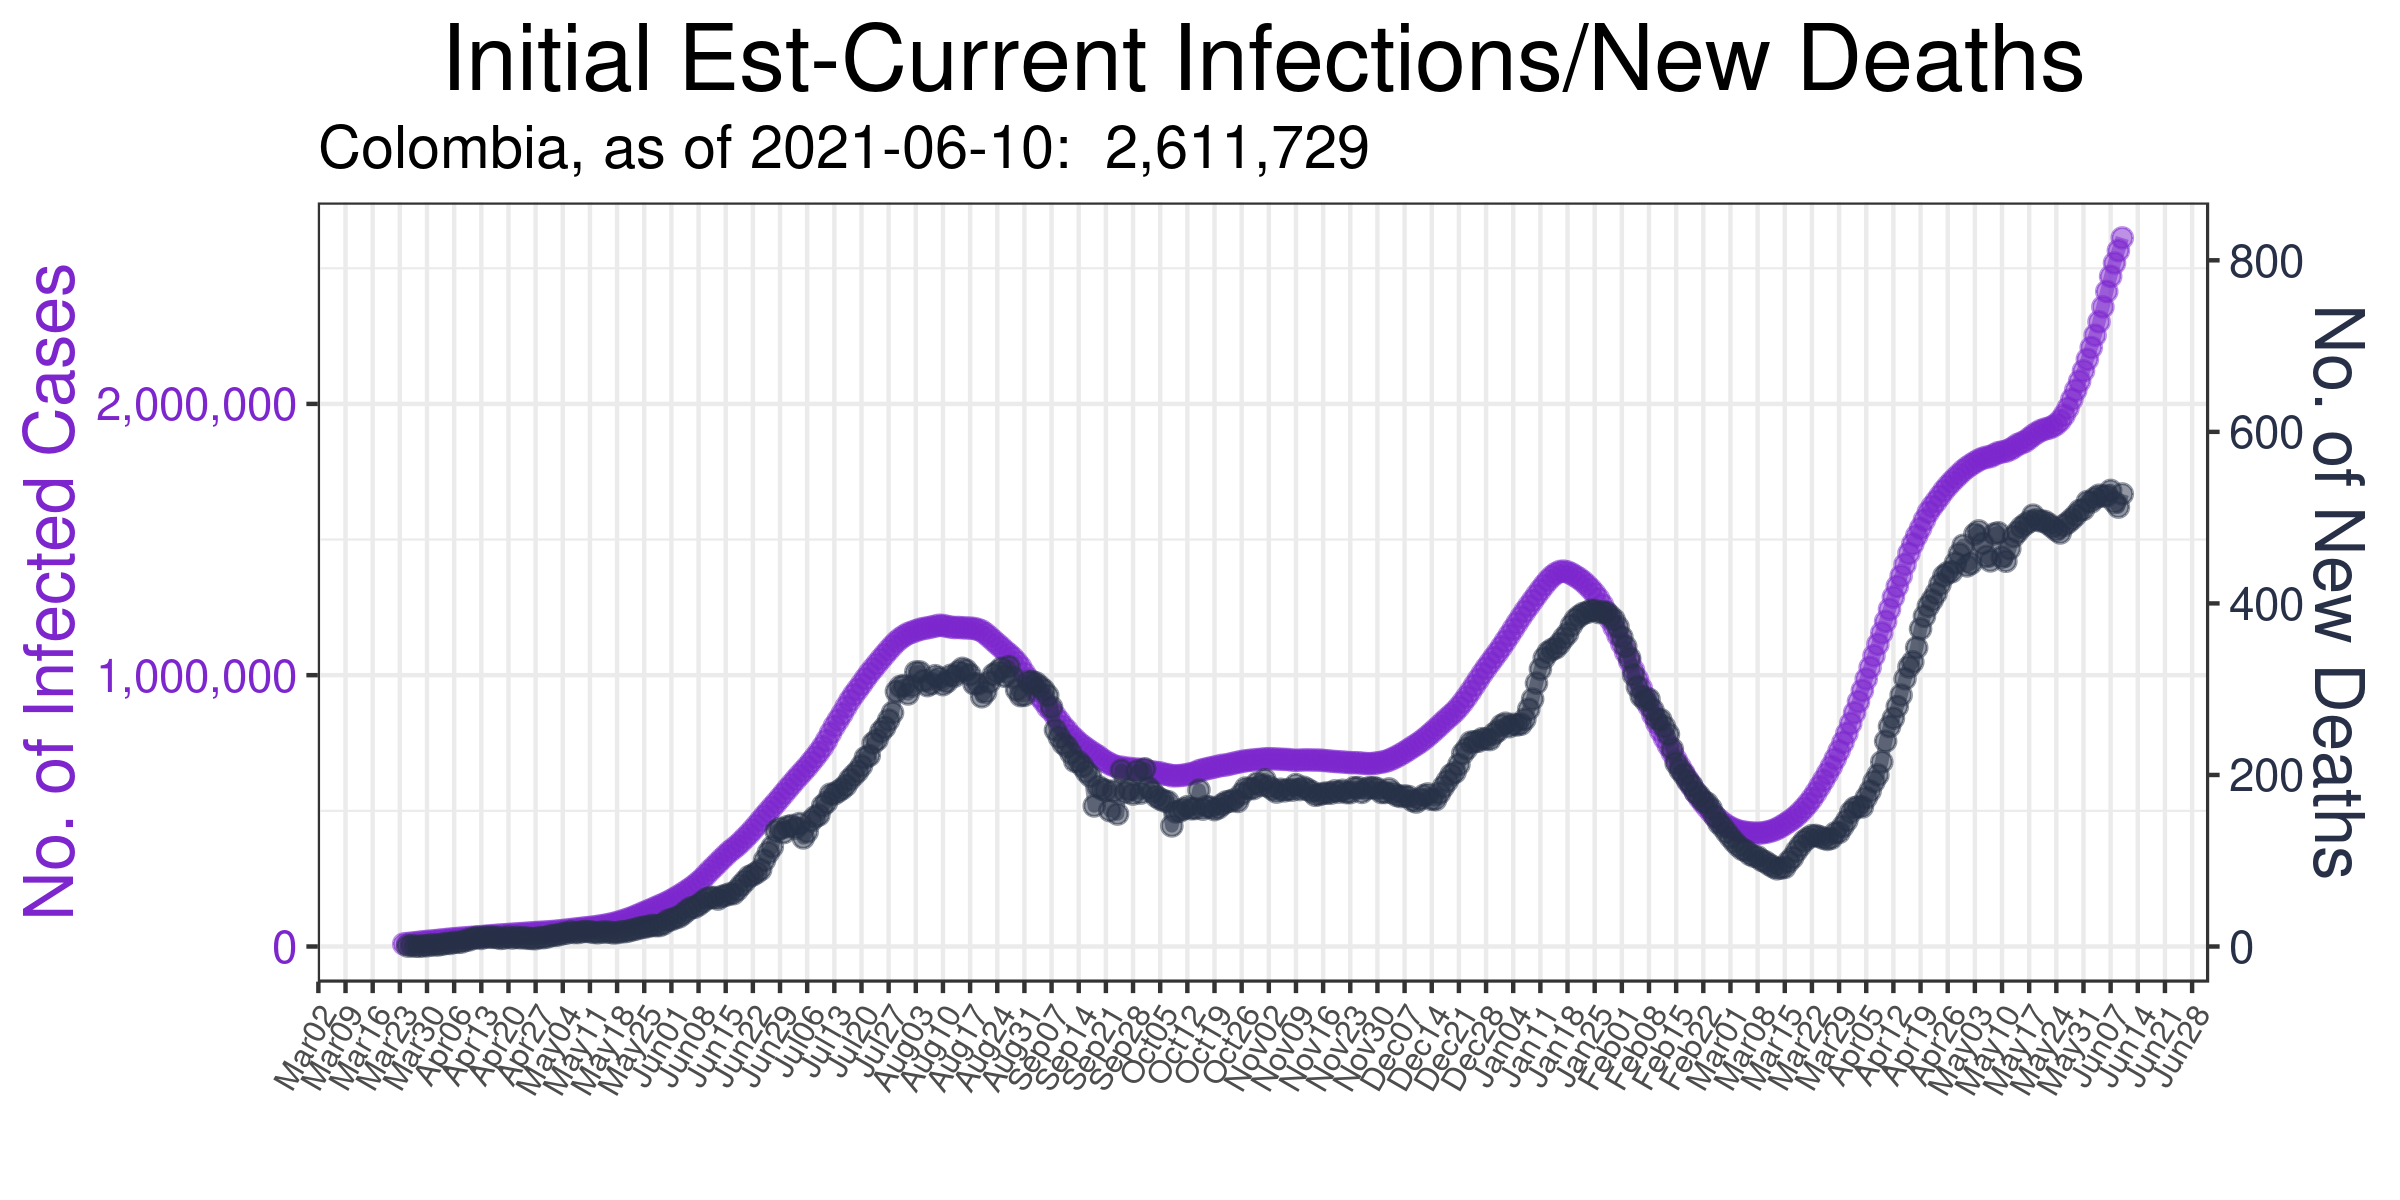 Initial Est-Current Infections/New Deaths
Colombia, as of 2021-06-10:  2,611,729
No. of Infected Cases
2,000,000
1,000,000
0
800
600
400
200
0
No. of New Deaths
Mar02
Mar09
Mar16
Mar23
Mar30
Apr06
Apr13
Apr20
Apr27
May04
May11
May18
May25
Jun01
Jun08
Jun15
Jun22
Jun29
Jul06
Jul13
Jul20
Jul27
Aug03
Aug10
Aug17
Aug24
Aug31
Sep07
Sep14
Sep21
Sep28
Oct05
Oct12
Oct19
Oct26
Nov02
Nov09
Nov16
Nov23
Nov30
Dec07
Dec14
Dec21
Dec28
Jan04
Jan11
Jan18
Jan25
Feb01
Feb08
Feb15
Feb22
Mar01
Mar08
Mar15
Mar22
Mar29
Apr05
Apr12
Apr19
Apr26
May03
May10
May17
May24
May31
Jun07
Jun14
Jun21
Jun28